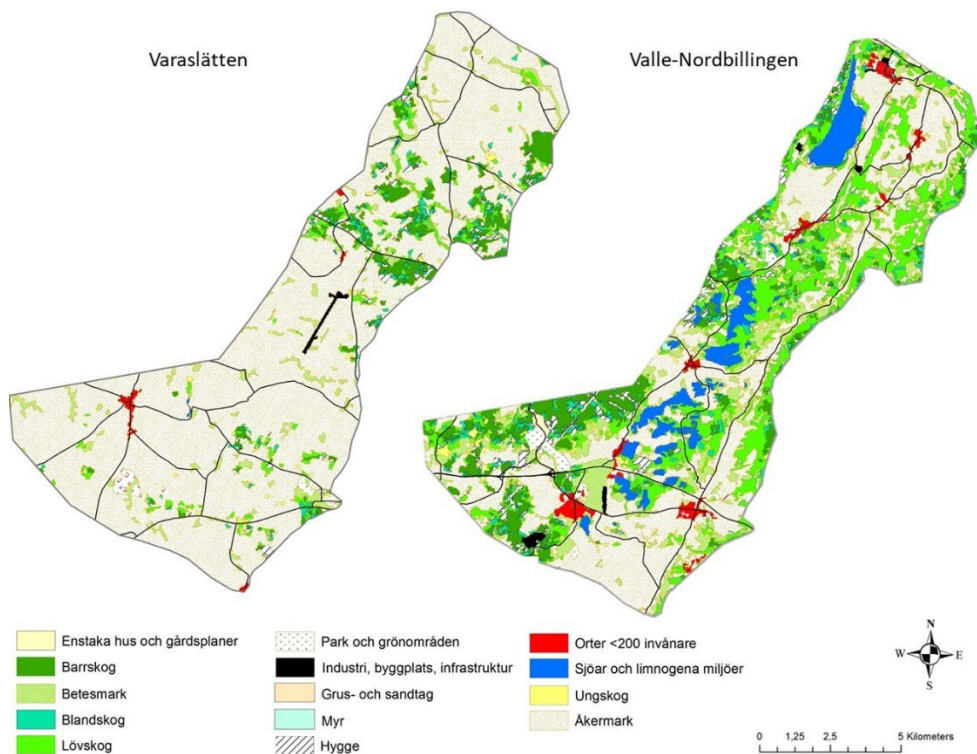 Varaslätten
Valle-Nordbillingen
Enstaka hus och gårdsplaner
Barrskog
Betesmark
Blandskog
Lövskog
Park och grönområden
Industri, byggplats, infrastruktur
Grus- och sandtag
Myr
Hygge
Orter <200 invånare
Sjöar och limnogena miljöer
Ungskog
Åkermark
N
W E
S
0 1,25 2,5 5 Kilometers